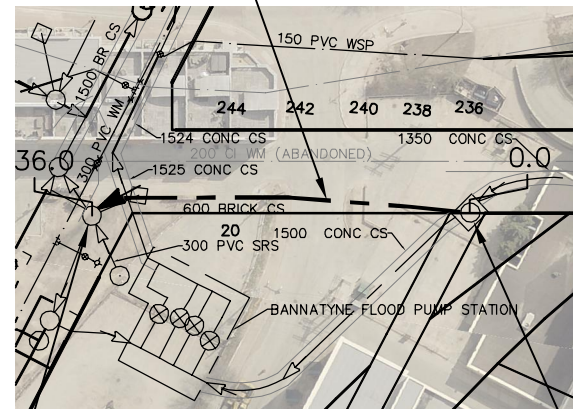 150 PVC WSP
1500 BR CS
300 PVC WM
244 242 240 238 236
1524 CONC CS
1350 CONC CS
200 CI WM (ABANDONED)
36.0
0.0
1525 CONC CS
600 BRICK CS
20
1500 CONC CS
300 PVC SRS
BANNATYNE FLOOD PUMP STATION